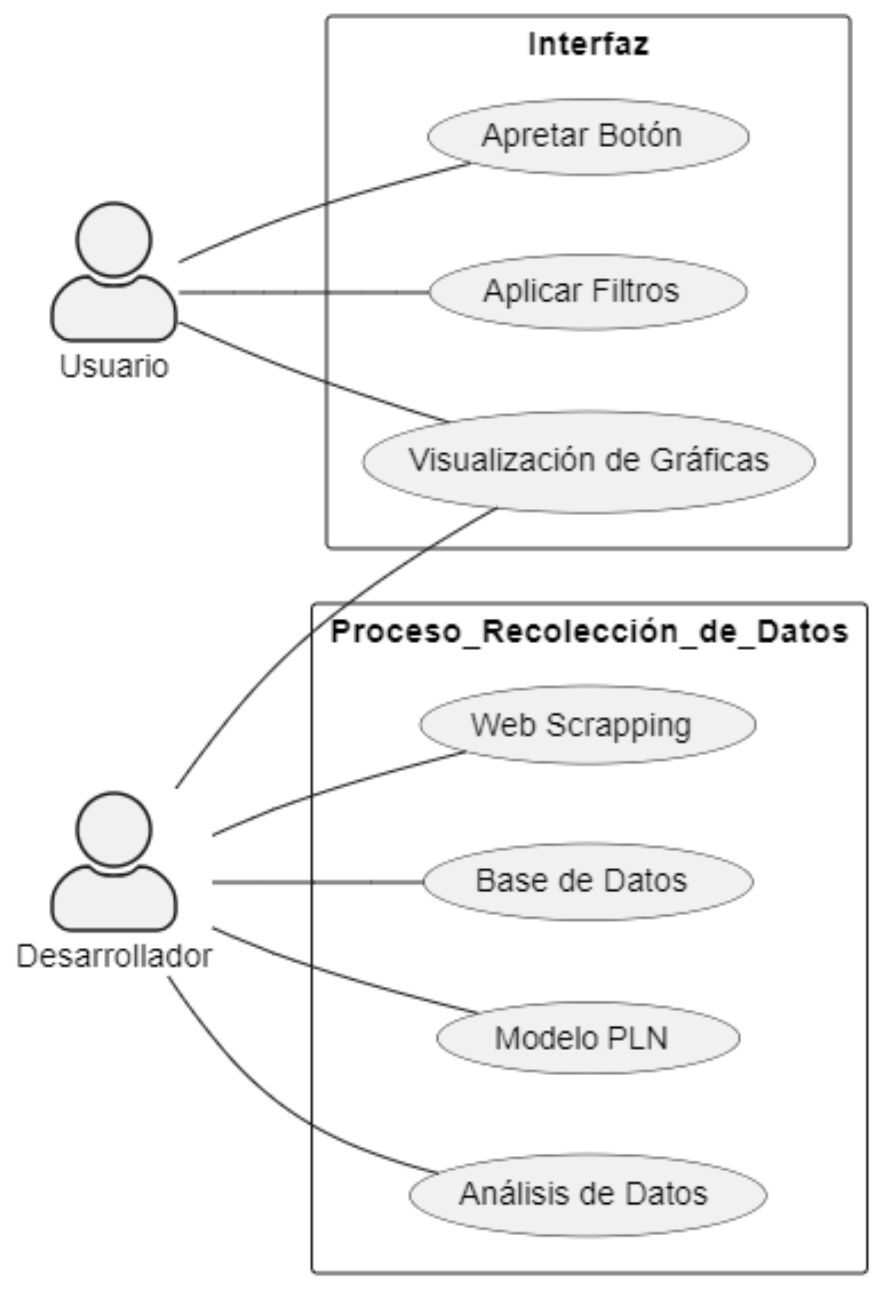 Interfaz
Apretar Botón
Aplicar Filtros
Usuario
Visualización de Gráficas
Proceso_Recolección_de_Datos
Web Scrapping
Base de Datos
Desarrollador
Modelo PLN
Análisis de Datos